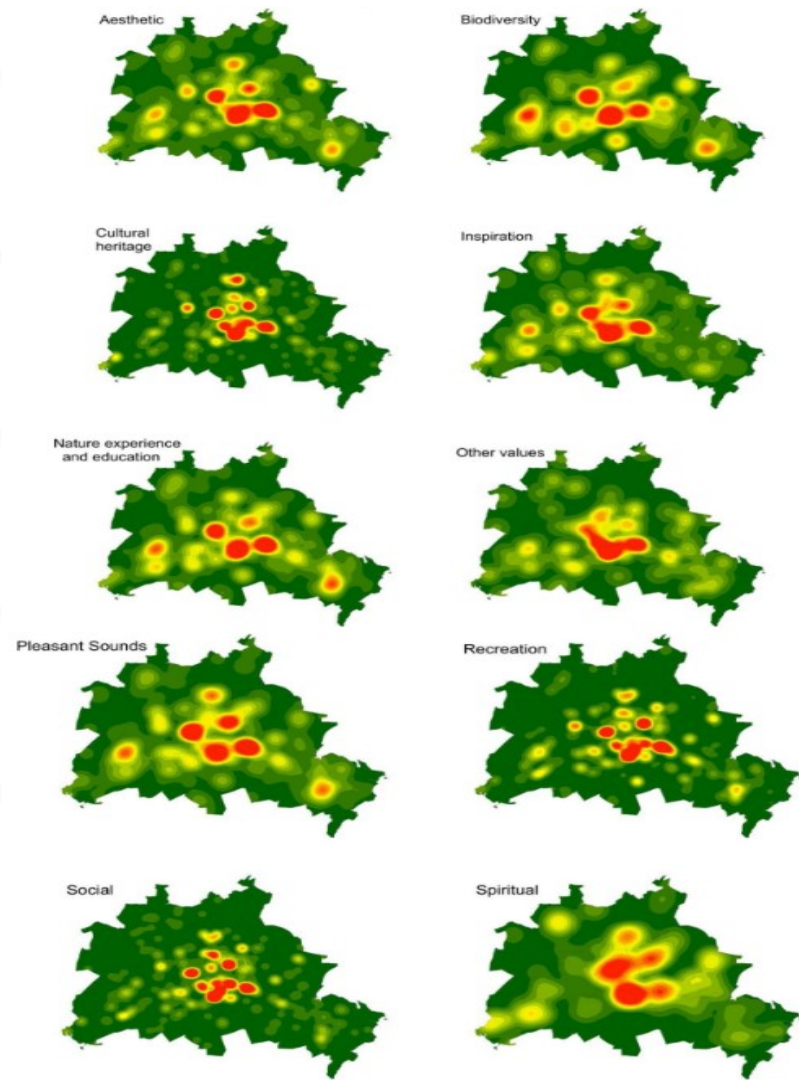 Aesthetic
Biodiversity
Cultural
heritage
Inspiration
Nature experience
and education
Other values
Pleasant Sounds
Recreation
Social
Spiritual